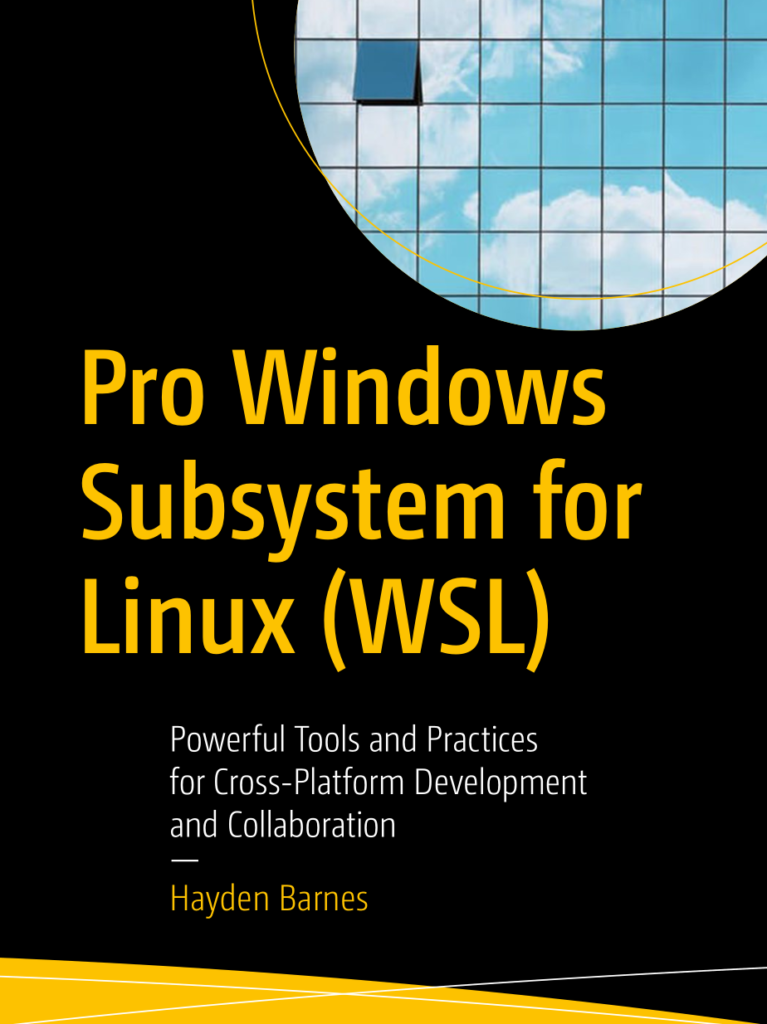 Pro Windows
Subsystem for
Linux (WSL)
Powerful Tools and Practices
for Cross-Platform Development
and Collaboration
—
Hayden Barnes